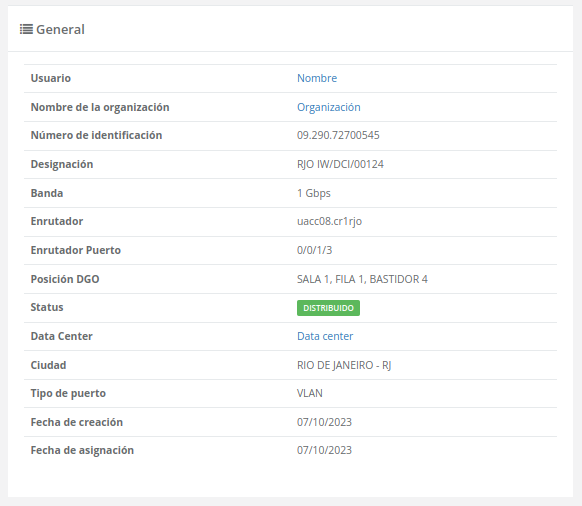 General
Usuario Nombre
Nombre de la organización Organización
Número de identificación 09.290.72700545
Designación RJO IW/DCI/00124
Banda 1 Gbps
Enrutador uacc08.cr1rjo
Enrutador Puerto 0/0/1/3
Posición DGO SALA 1, FILA 1, BASTIDOR 4
Status DISTRIBUIDO
Data Center Data center
Ciudad RIO DE JANEIRO - RJ
Tipo de puerto VLAN
Fecha de creación 07/10/2023
Fecha de asignación 07/10/2023